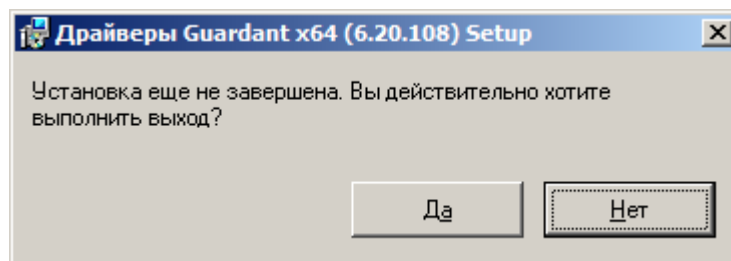 Драйверы Guardant x64 (6.20.108) Setup
Установка еще не завершена. Вы действительно хотите
выполнить выход?
Да
Нет